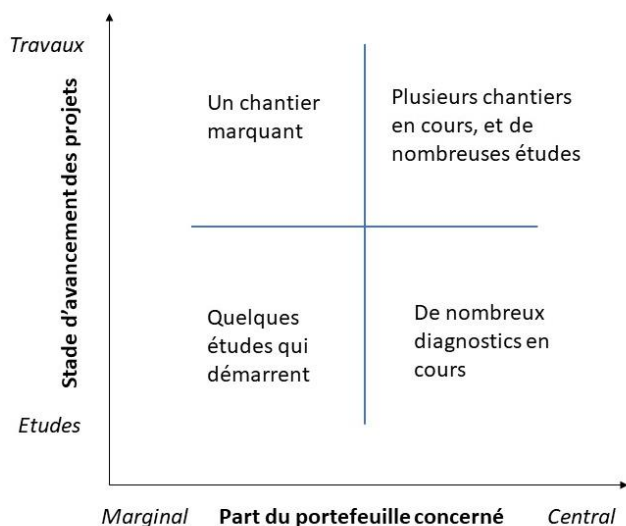 Travaux
Stade d’avancement des projets
Un chantier
marquant
Plusieurs chantiers
en cours, et de
nombreuses études
Quelques
études qui
démarrent
De nombreux
diagnostics en
cours
Etudes
Marginal
Part du portefeuille concerné
Central